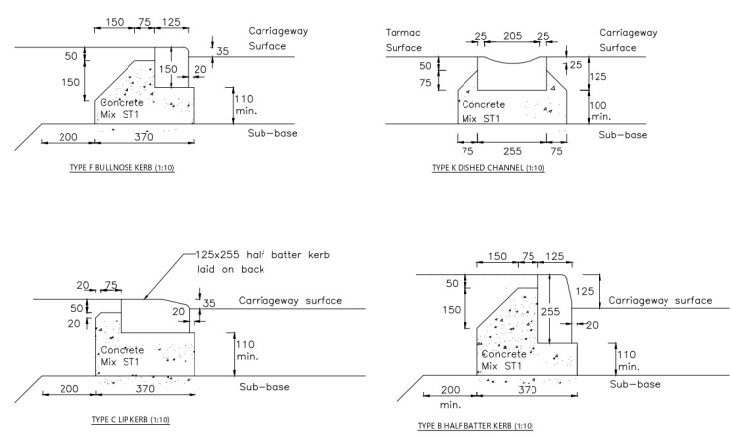 150 75 125
Carriageway
Surface
50
35
150
150
20
110
min.
Concrete
Mix ST1
Sub-base
200 370
TYPE F BULLNOSE KERB (1:10)
Tarmac
Surface
25 205 25
Carriageway
Surface
50
25
75
125
Concrete
Mix ST1
100
min.
Sub-base
75 255 75
TYPE K DISHED CHANNEL (1:10)
125x255 half batter kerb
laid on back
20 75
50
35
20
20
Carriageway surface
110
min.
Concrete
Mix ST1
Sub-base
200 370
TYPE C LIP KERB (1:10)
150 75 125
50
125
150
255
Carriageway surface
20
110
min.
Concrete
Mix ST1
Sub-base
200 370
min.
TYPE B HALF BATTER KERB (1:10)